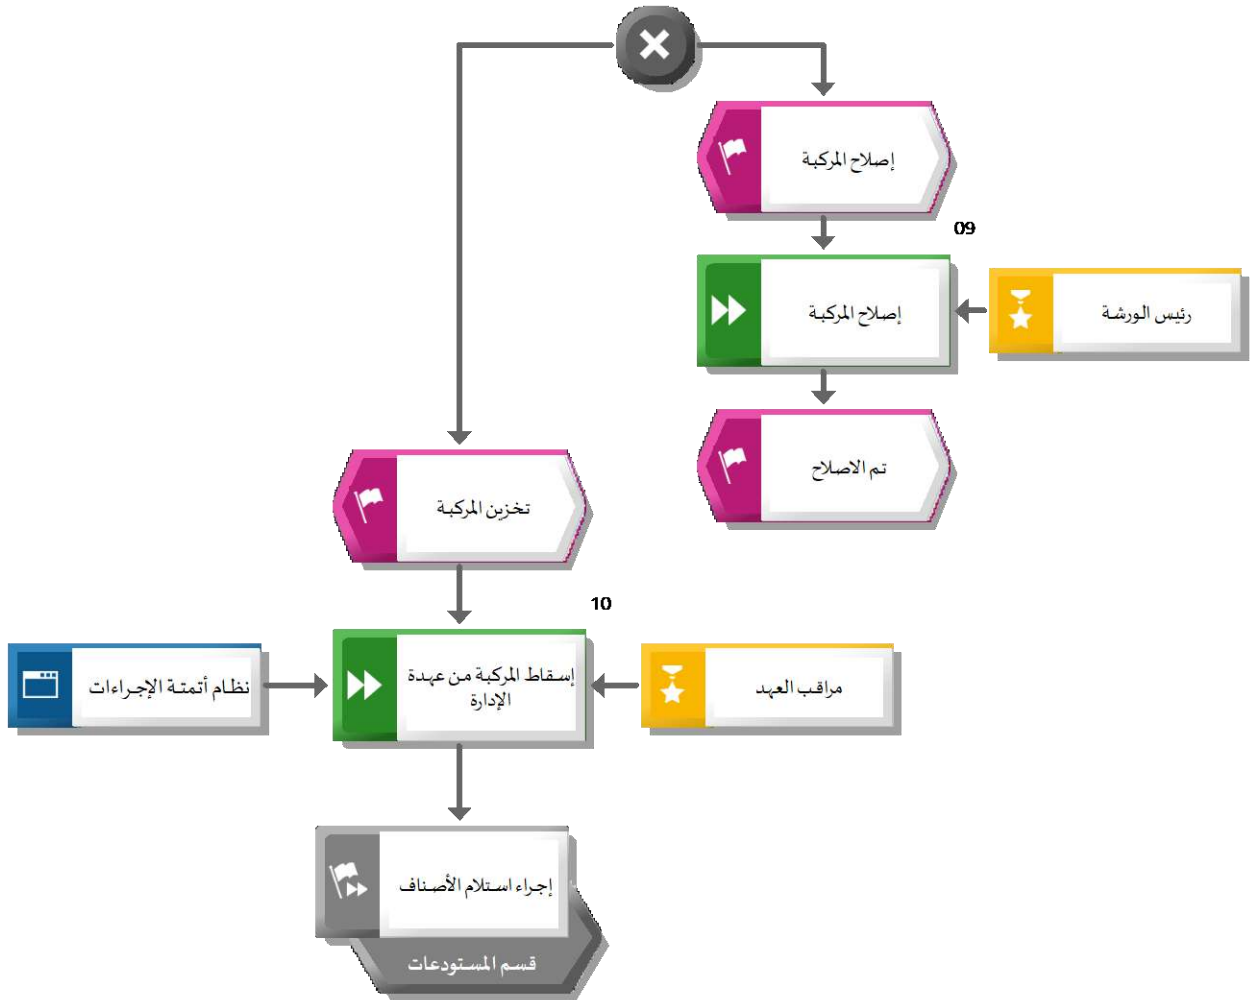 إصلاح المركبة
09
إصلاح المركبة
رئيس الورشة
تم الاصلاح
تخزين المركبة
10
إسقاط المركبة من عهدة
الإدارة
مراقب العهد
نظام أتمتة الإجراءات
إجراء استلام الأصناف
قسم المستودعات